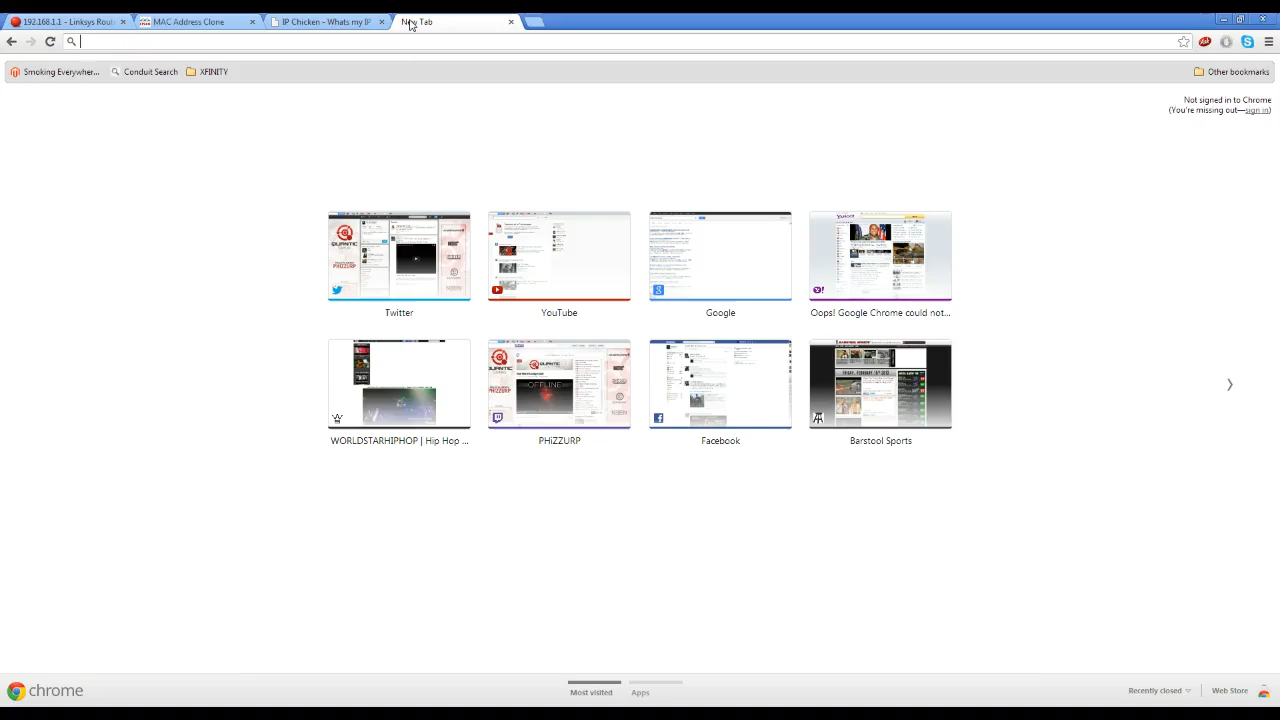 192.168.1.1 - Linksys Rout
MAC Address Clone
IP Chicken - Whats my IP
New Tab
Smoking Everywher...
Conduit Search
XFINITY
Other bookmarks
Not signed in to Chrome
(You're missing out—sign in)
Twitter
YouTube
Google
Oops! Google Chrome could not...
OFFLINE
WORLDSTARHIPHOP | Hip Hop ...
PHiZZURP
Facebook
Barstool Sports
chrome
Most visited
Apps
Recently closed
Web Store